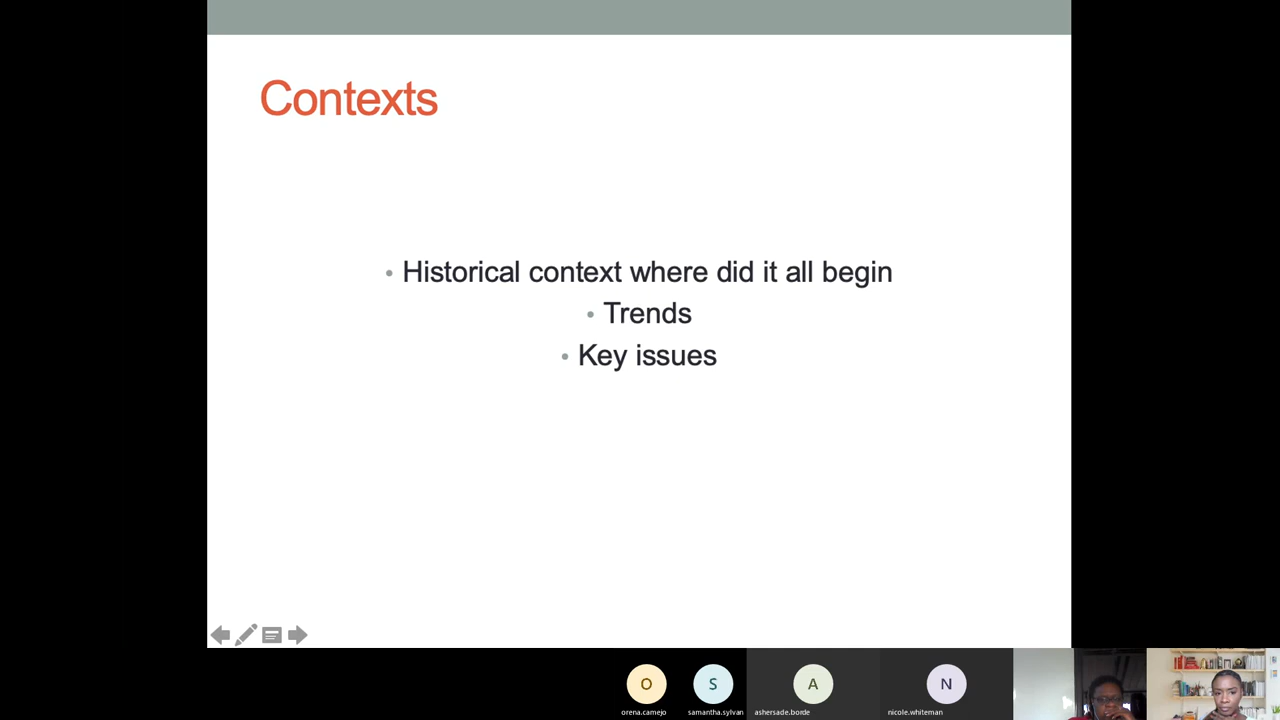 Contexts
• Historical context where did it all begin
• Trends
• Key issues
O
S
A
N
orena.camejo
samantha.sylvan
ashersade.borde
nicole.whiteman